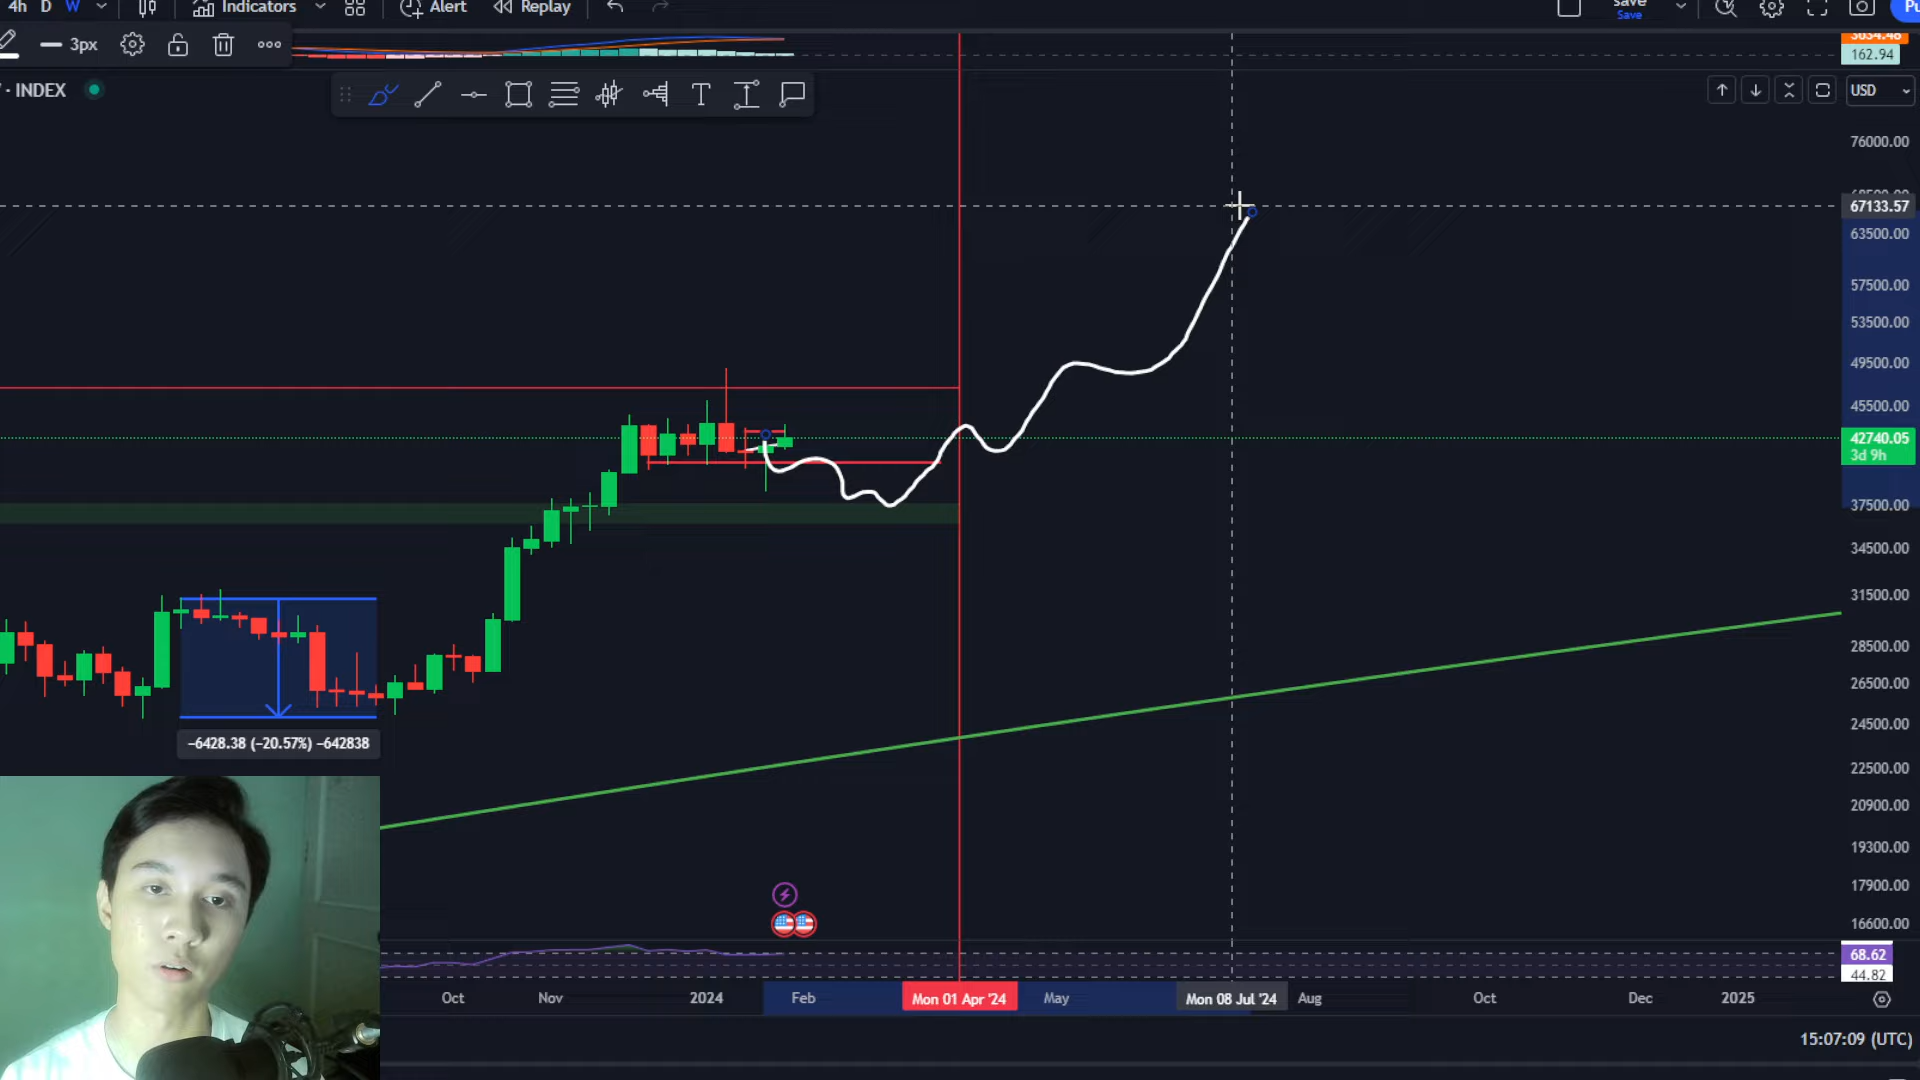 4h D W Indicators Alert Replay Save
Save
3px
3634.48
162.94
· INDEX
T
USD
76000.00
68500.00
67133.57
63500.00
57500.00
53500.00
49500.00
45500.00
42740.05
3d 9h
37500.00
34500.00
31500.00
28500.00
26500.00
24500.00
−6428.38 (−20.57%) −642838
22500.00
20900.00
19300.00
17900.00
16600.00
68.62
44.82
Oct Nov 2024 Feb Mon 01 Apr '24 May Mon 08 Jul '24 Aug Oct Dec 2025
15:07:09 (UTC)